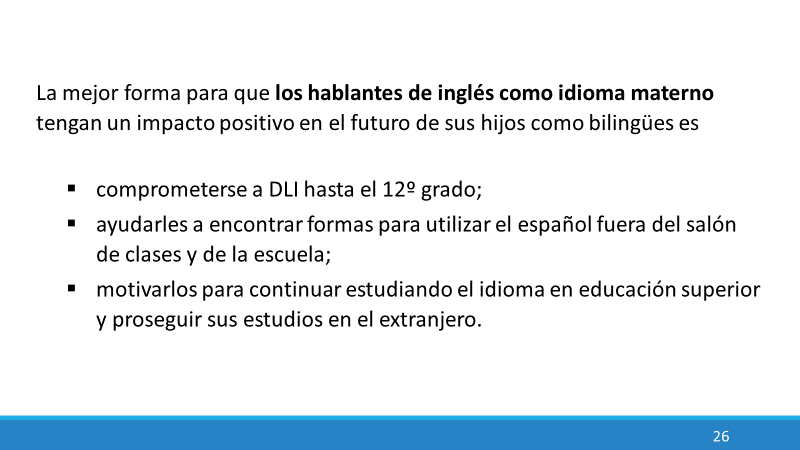 La mejor forma para que los hablantes de inglés como idioma materno
tengan un impacto positivo en el futuro de sus hijos como bilingües es
▪ comprometerse a DLI hasta el 12º grado;
▪ ayudarles a encontrar formas para utilizar el español fuera del salón
de clases y de la escuela;
▪ motivarlos para continuar estudiando el idioma en educación superior
y proseguir sus estudios en el extranjero.
26